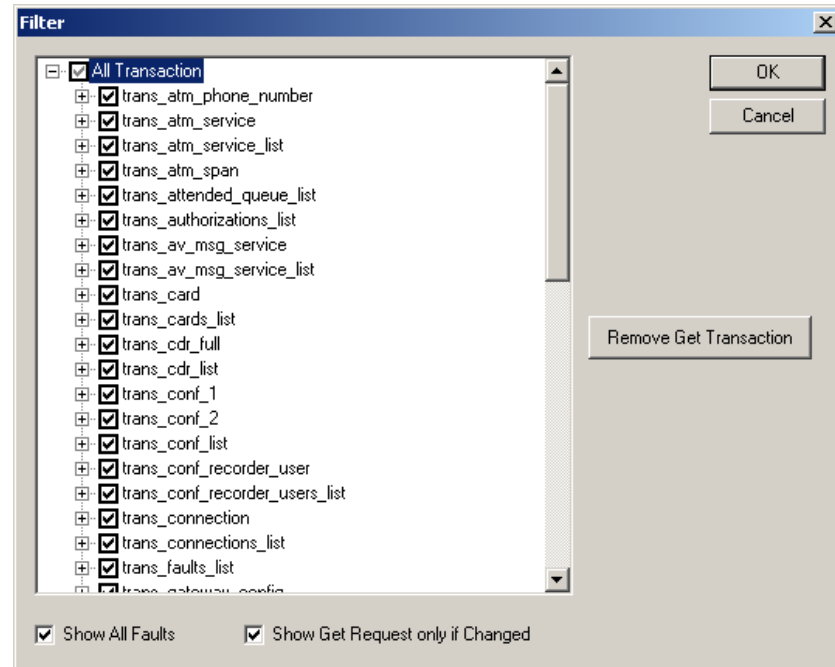 Filter
All Transaction
trans_atm_phone_number
trans_atm_service
trans_atm_service_list
trans_atm_span
trans_attended_queue_list
trans_authorizations_list
trans_av_msg_service
trans_av_msg_service_list
trans_card
trans_cards_list
trans_cdr_full
trans_cdr_list
trans_conf_1
trans_conf_2
trans_conf_list
trans_conf_recorder_user
trans_conf_recorder_users_list
trans_connection
trans_connections_list
trans_faults_list
trans_gateway_config
OK
Cancel
Remove Get Transaction
Show All Faults
Show Get Request only if Changed